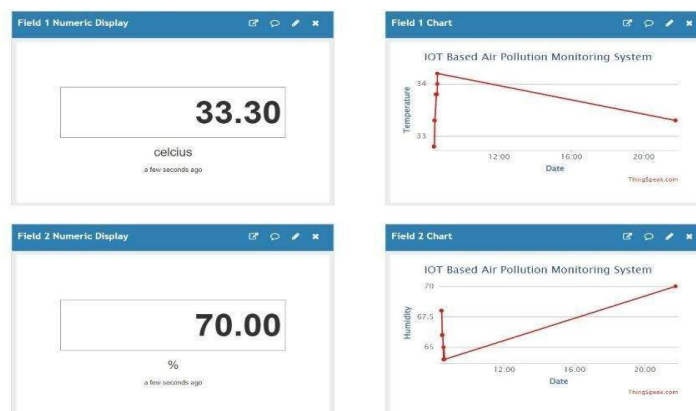 Field 1 Numeric Display
33.30
celcius
a few seconds ago
Field 1 Chart
IOT Based Air Pollution Monitoring System
Temperature
34
33
12:00 16:00 20:00
Date
ThingSpeak.com
Field 2 Numeric Display
70.00
%
a few seconds ago
Field 2 Chart
IOT Based Air Pollution Monitoring System
Humidity
70
67.5
65
12:00 16:00 20:00
Date
ThingSpeak.com